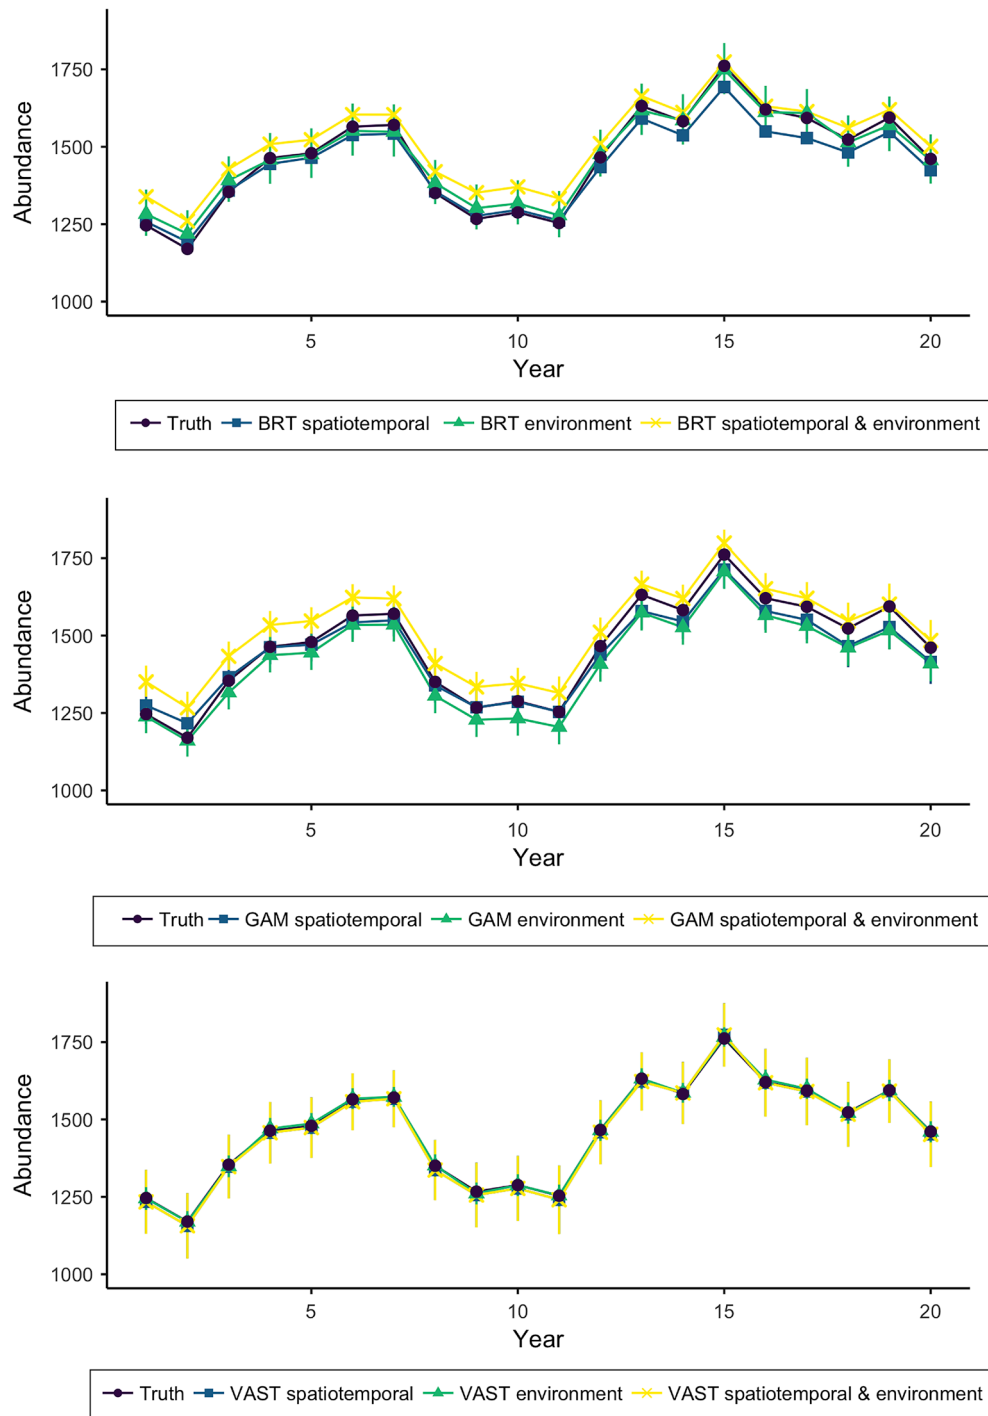 Abundance
1750
1500
1250
1000
5 10 15 20
Year
Truth BRT spatiotemporal BRT environment BRT spatiotemporal & environment
Abundance
1750
1500
1250
1000
5 10 15 20
Year
Truth GAM spatiotemporal GAM environment GAM spatiotemporal & environment
Abundance
1750
1500
1250
1000
5 10 15 20
Year
Truth VAST spatiotemporal VAST environment VAST spatiotemporal & environment